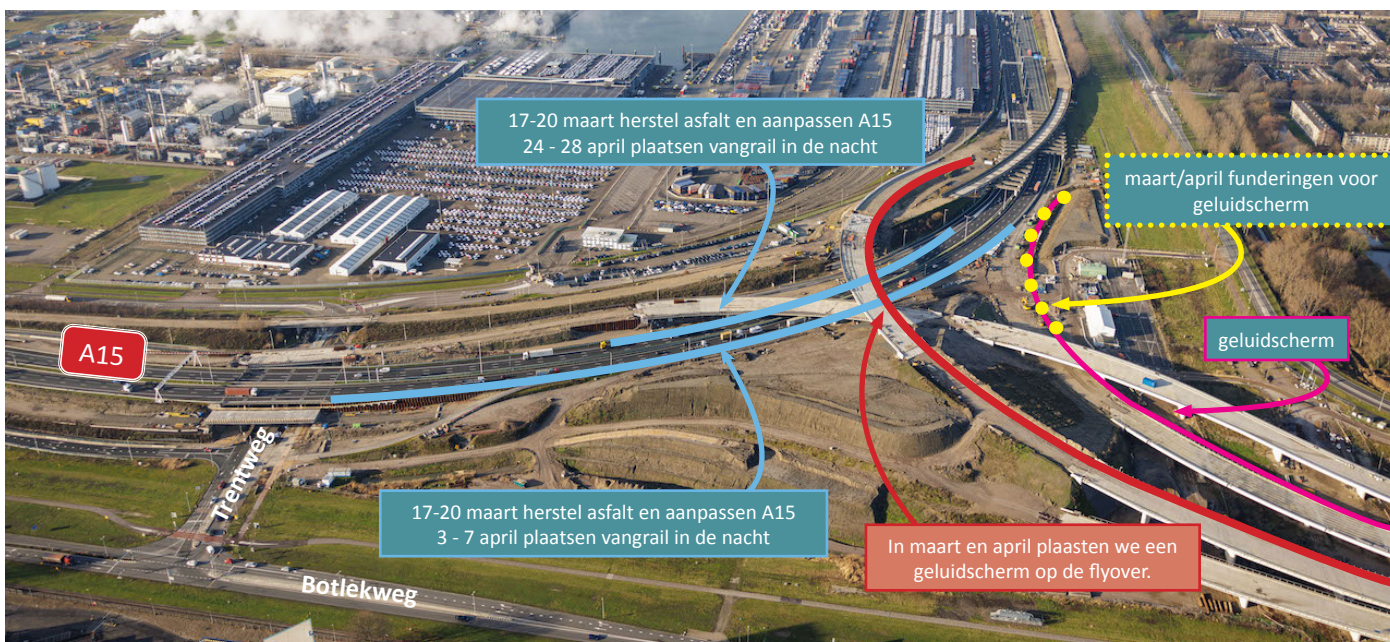 17-20 maart herstel asfalt en aanpassen A15
24 - 28 april plaatsen vangrail in de nacht
maart/april funderingen voor
geluidscherm
A15
geluidscherm
Trentweg
17-20 maart herstel asfalt en aanpassen A15
3 - 7 april plaatsen vangrail in de nacht
In maart en april plaasten we een
geluidscherm op de flyover.
Botlekweg